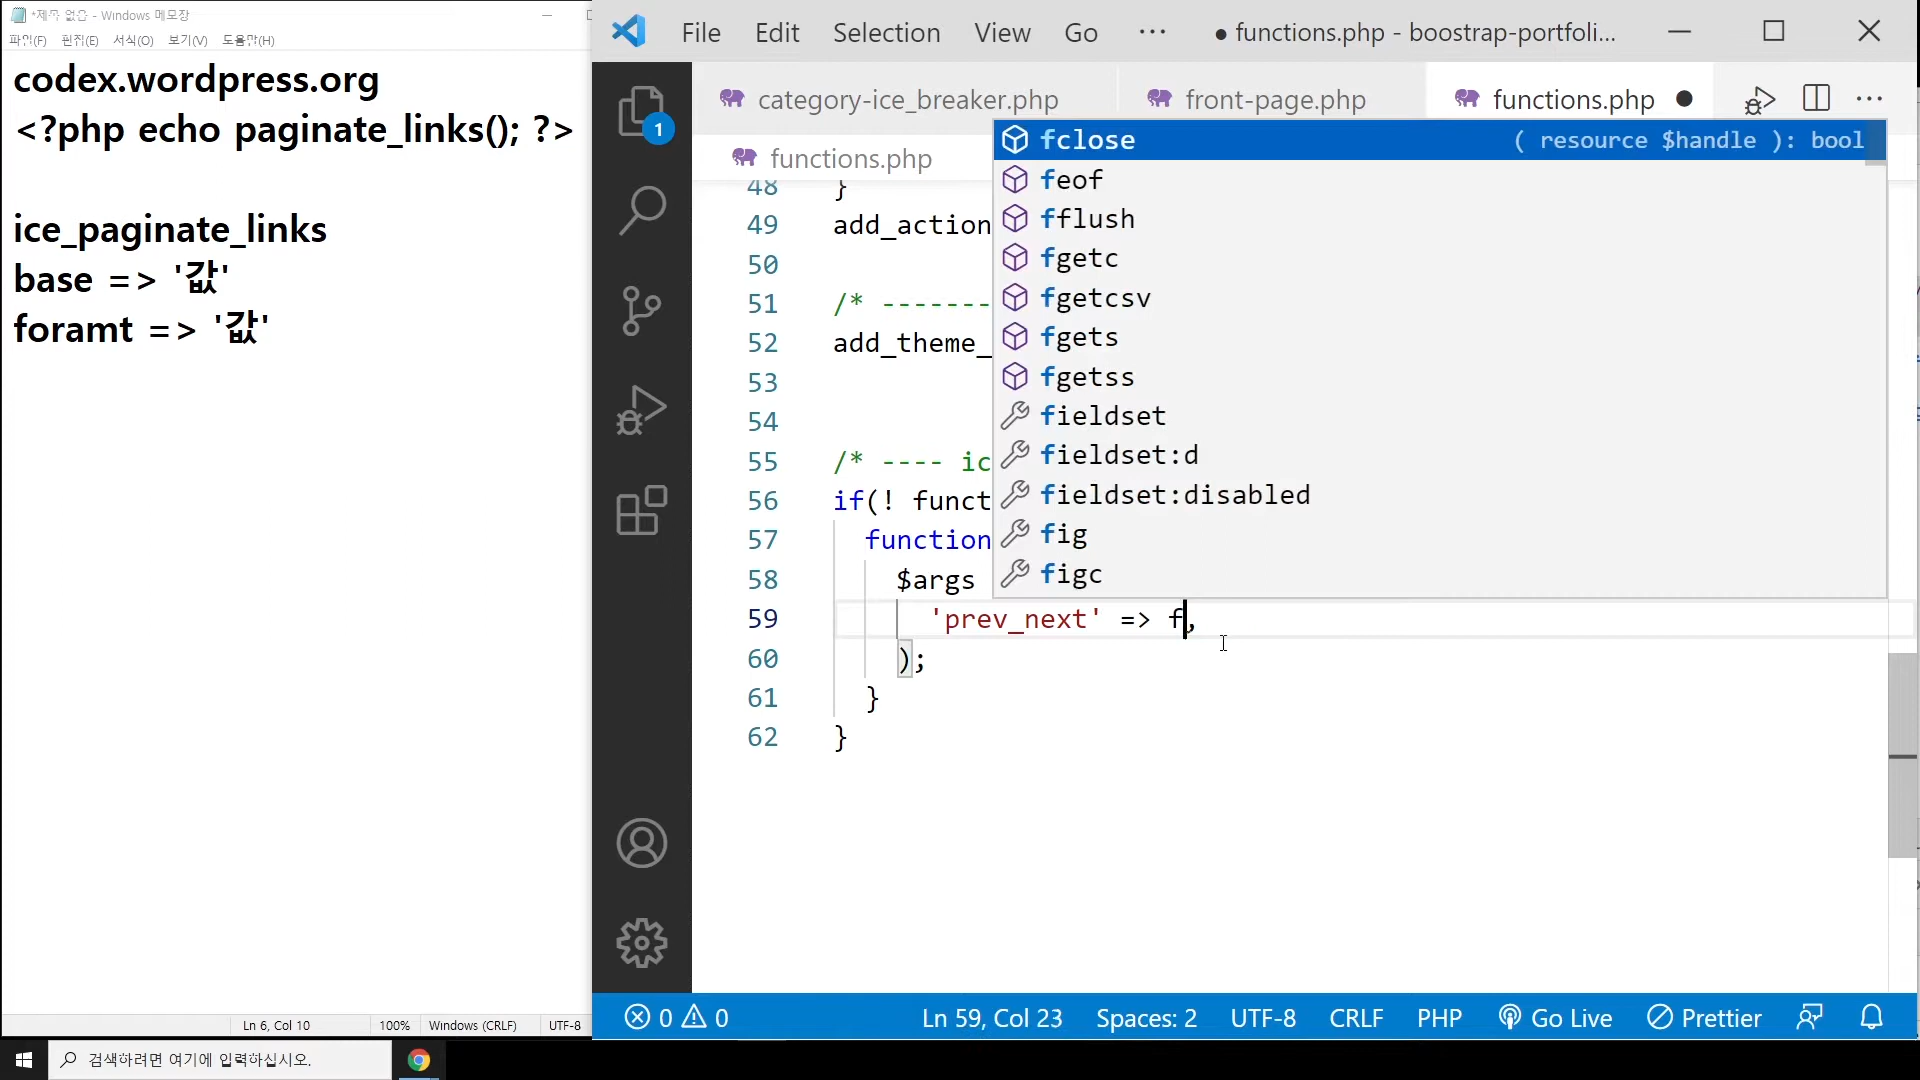 *제목 없음 - Windows 메모장
파일(F) 편집(E) 서식(O) 보기(V) 도움말(H)
codex.wordpress.org
<?php echo paginate_links(); ?>
ice_paginate_links
base => '값'
foramt => '값'
Ln 6, Col 10 100% Windows (CRLF) UTF-8
검색하려면 여기에 입력하십시오.
File Edit Selection View Go ··· ● functions.php - boostrap-portfoli...
1
category-ice_breaker.php front-page.php functions.php ● ···
functions.php
fclose ( resource $handle ): bool
feof
fflush
fgetc
fgetcsv
fgets
fgetss
fieldset
fieldset:d
fieldset:disabled
fig
figc
48 }
49 add_action
50
51 /* -------
52 add_theme_
53
54
55 /* ---- ic
56 if(! funct
57 function
58 $args
59 'prev_next' => f,
60 );
61 }
62 }
0 0 Ln 59, Col 23 Spaces: 2 UTF-8 CRLF PHP Go Live Prettier